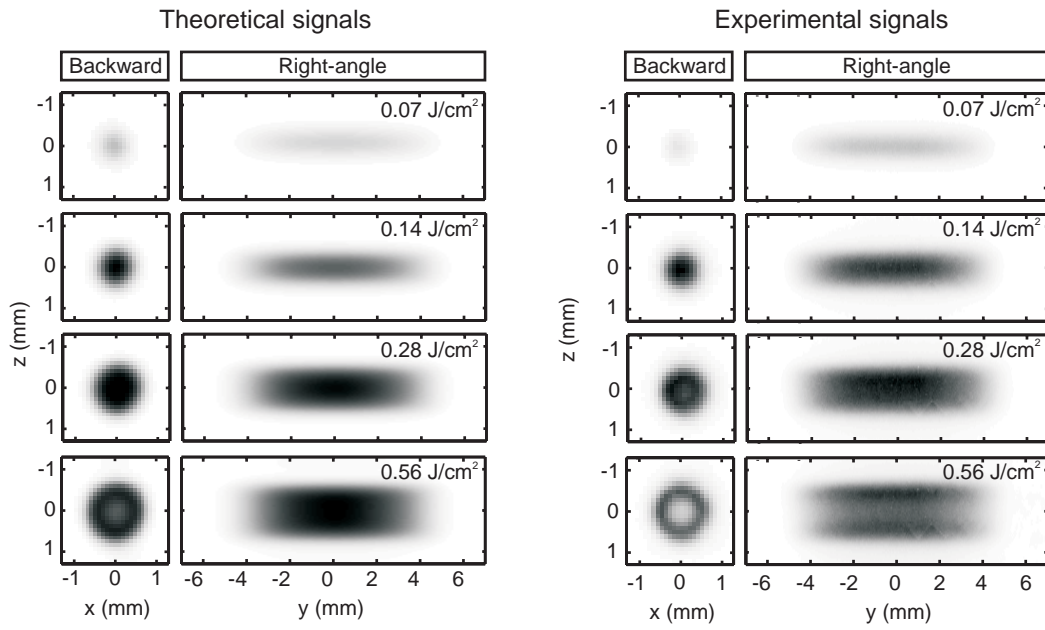 Theoretical signals
Experimental signals
Backward
Right-angle
Backward
Right-angle
-1
0
1
0.07 J/cm²
-1
0
1
0.07 J/cm²
-1
0
1
0.14 J/cm²
-1
0
1
0.14 J/cm²
z (mm)
z (mm)
-1
0
1
0.28 J/cm²
-1
0
1
0.28 J/cm²
-1
0
1
0.56 J/cm²
-1
0
1
0.56 J/cm²
-1 0 1
-6 -4 -2 0 2 4 6
-1 0 1
-6 -4 -2 0 2 4 6
x (mm)
y (mm)
x (mm)
y (mm)